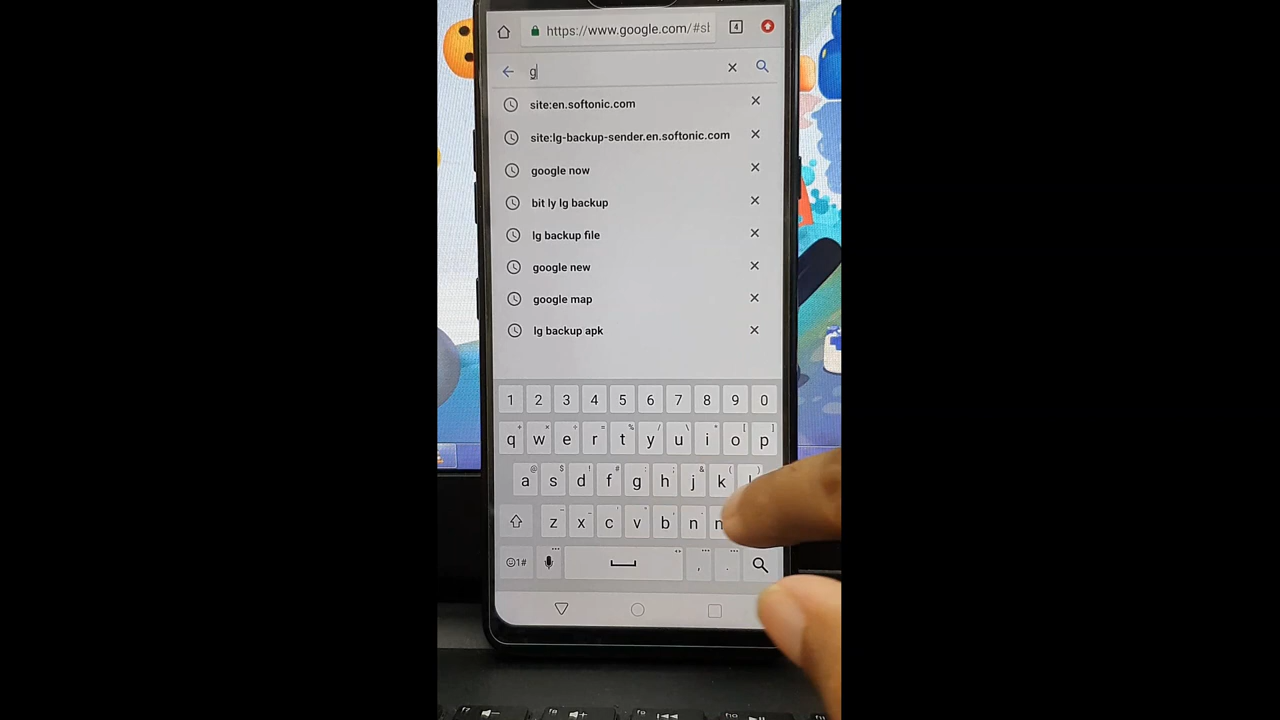 https://www.google.com/#sl
4
g
site:en.softonic.com
site:lg-backup-sender.en.softonic.com
google now
bit ly lg backup
lg backup file
google new
google map
lg backup apk
1 2 3 4 5 6 7 8 9 0
q w e r t y u i o p
a s d f g h j k
z x c v b n
1# , .